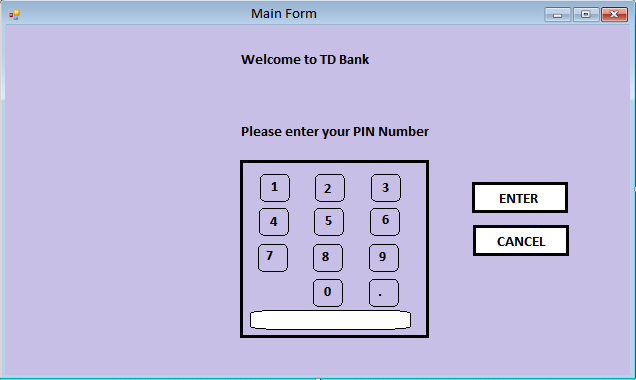 Main Form
Welcome to TD Bank
Please enter your PIN Number
1 2 3
4 5 6
7 8 9
0 .
ENTER
CANCEL